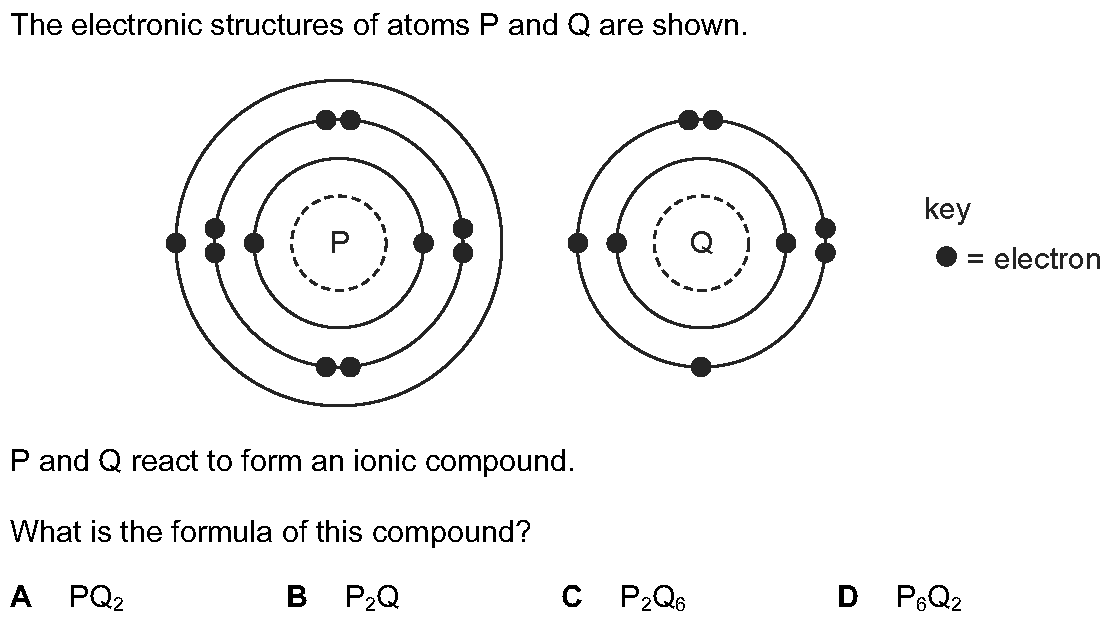 The electronic structures of atoms P and Q are shown.
P
Q
key
= electron
P and Q react to form an ionic compound.
What is the formula of this compound?
A PQ₂ B P₂Q C P₂Q₆ D P₆Q₂